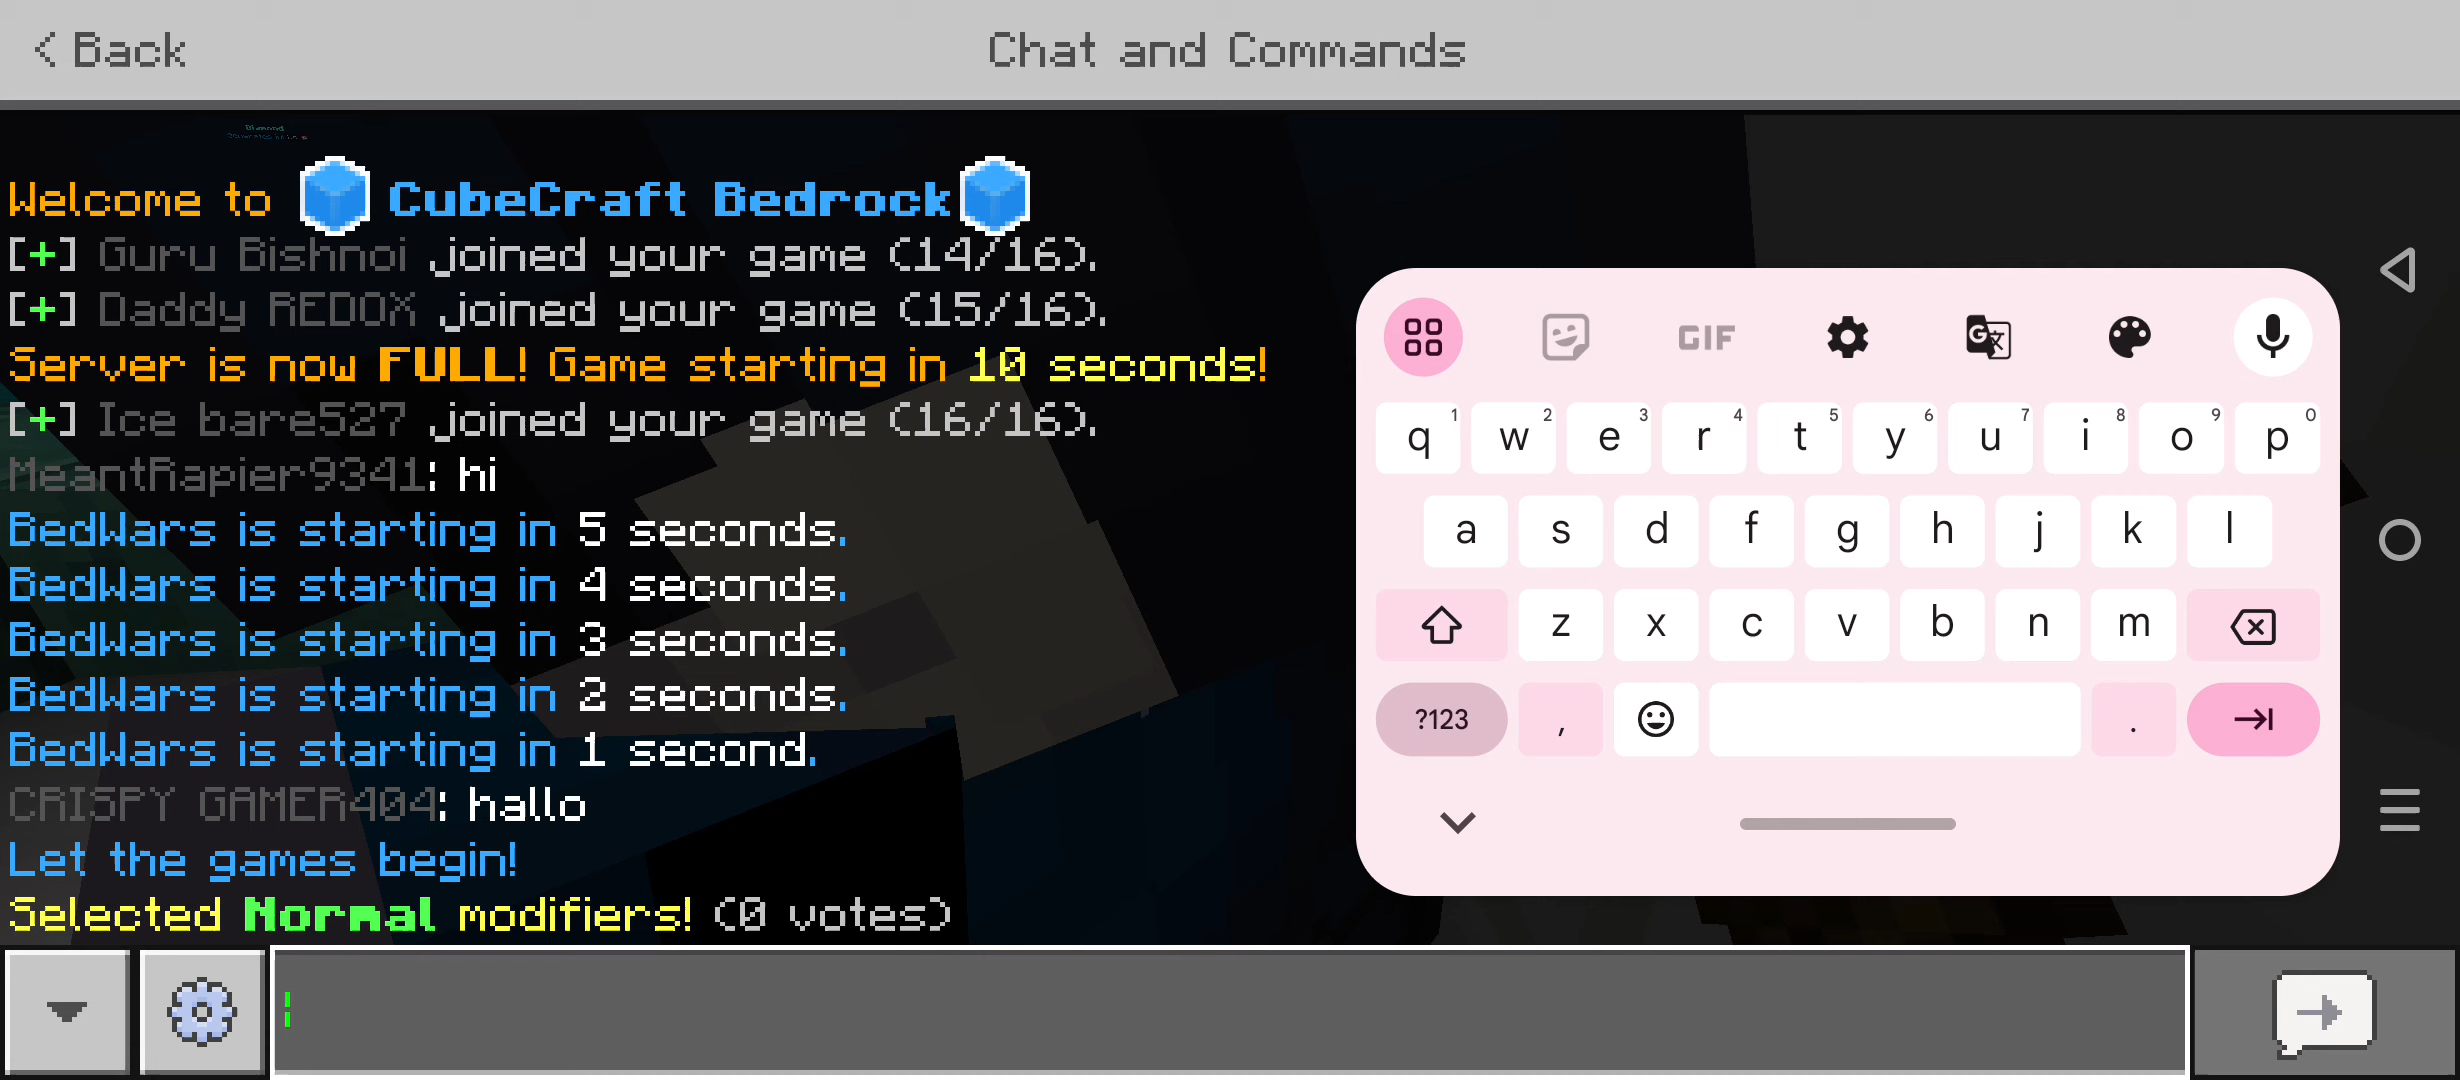 Back
Chat and Commands
Diamond
Welcome to CubeCraft Bedrock
[+] Guru Bishnoi joined your game (14/16).
[+] Daddy REDOX joined your game (15/16).
Server is now FULL! Game starting in 10 seconds!
[+] Ice bare527 joined your game (16/16).
MeantRapier9341: hi
BedWars is starting in 5 seconds.
BedWars is starting in 4 seconds.
BedWars is starting in 3 seconds.
BedWars is starting in 2 seconds.
BedWars is starting in 1 second.
CRISPY GAMER404: hallo
Let the games begin!
Selected Normal modifiers! (0 votes)
GIF
q 1 w 2 e 3 r 4 t 5 y 6 u 7 i 8 o 9 p 0
a s d f g h j k l
z x c v b n m
?123 , .